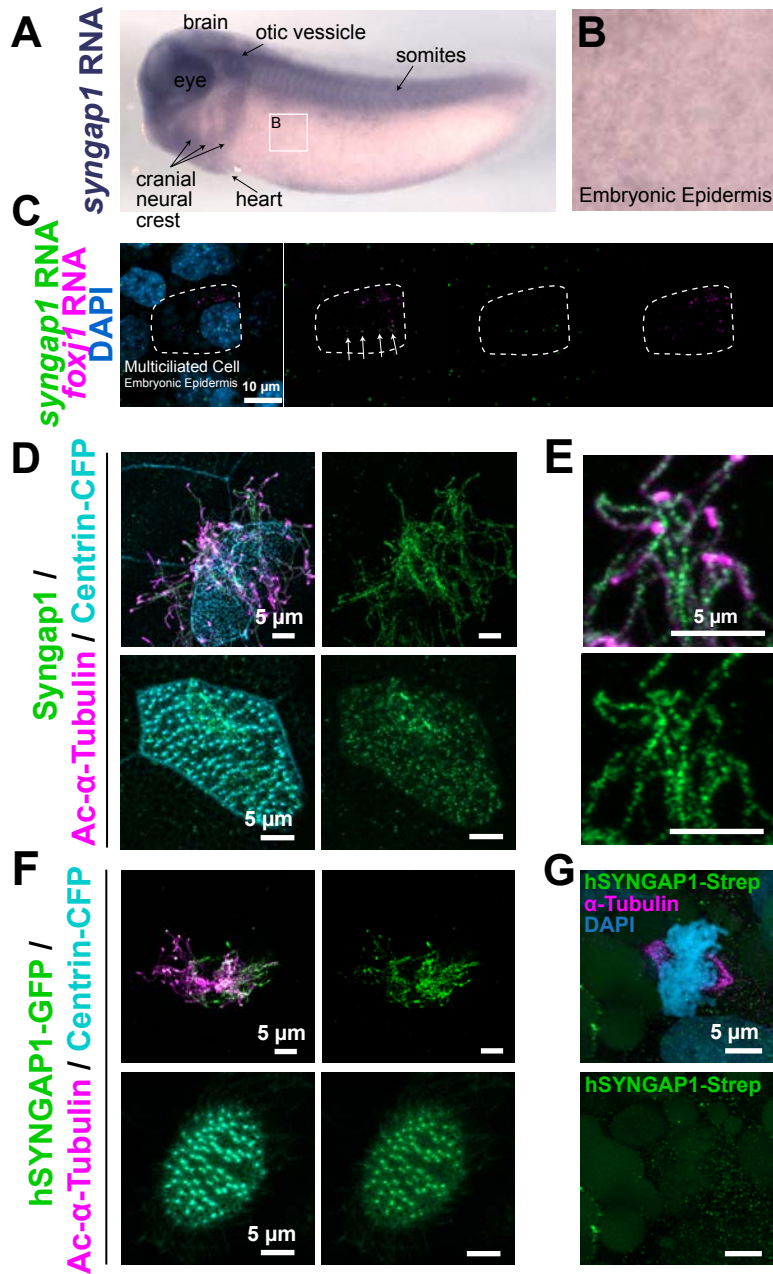 A
syngap1 RNA
brain
otic vessicle
somites
eye
B
cranial
neural
crest
heart
B
Embryonic Epidermis
C
syngap1 RNA
foxj1 RNA
DAPI
Multiciliated Cell
Embryonic Epidermis
10 µm
D
Syngap1 /
Ac-α-Tubulin / Centrin-CFP
5 µm
5 µm
E
5 µm
F
hSYNGAP1-GFP /
Ac-α-Tubulin / Centrin-CFP
5 µm
5 µm
G
hSYNGAP1-Strep
α-Tubulin
DAPI
5 µm
hSYNGAP1-Strep